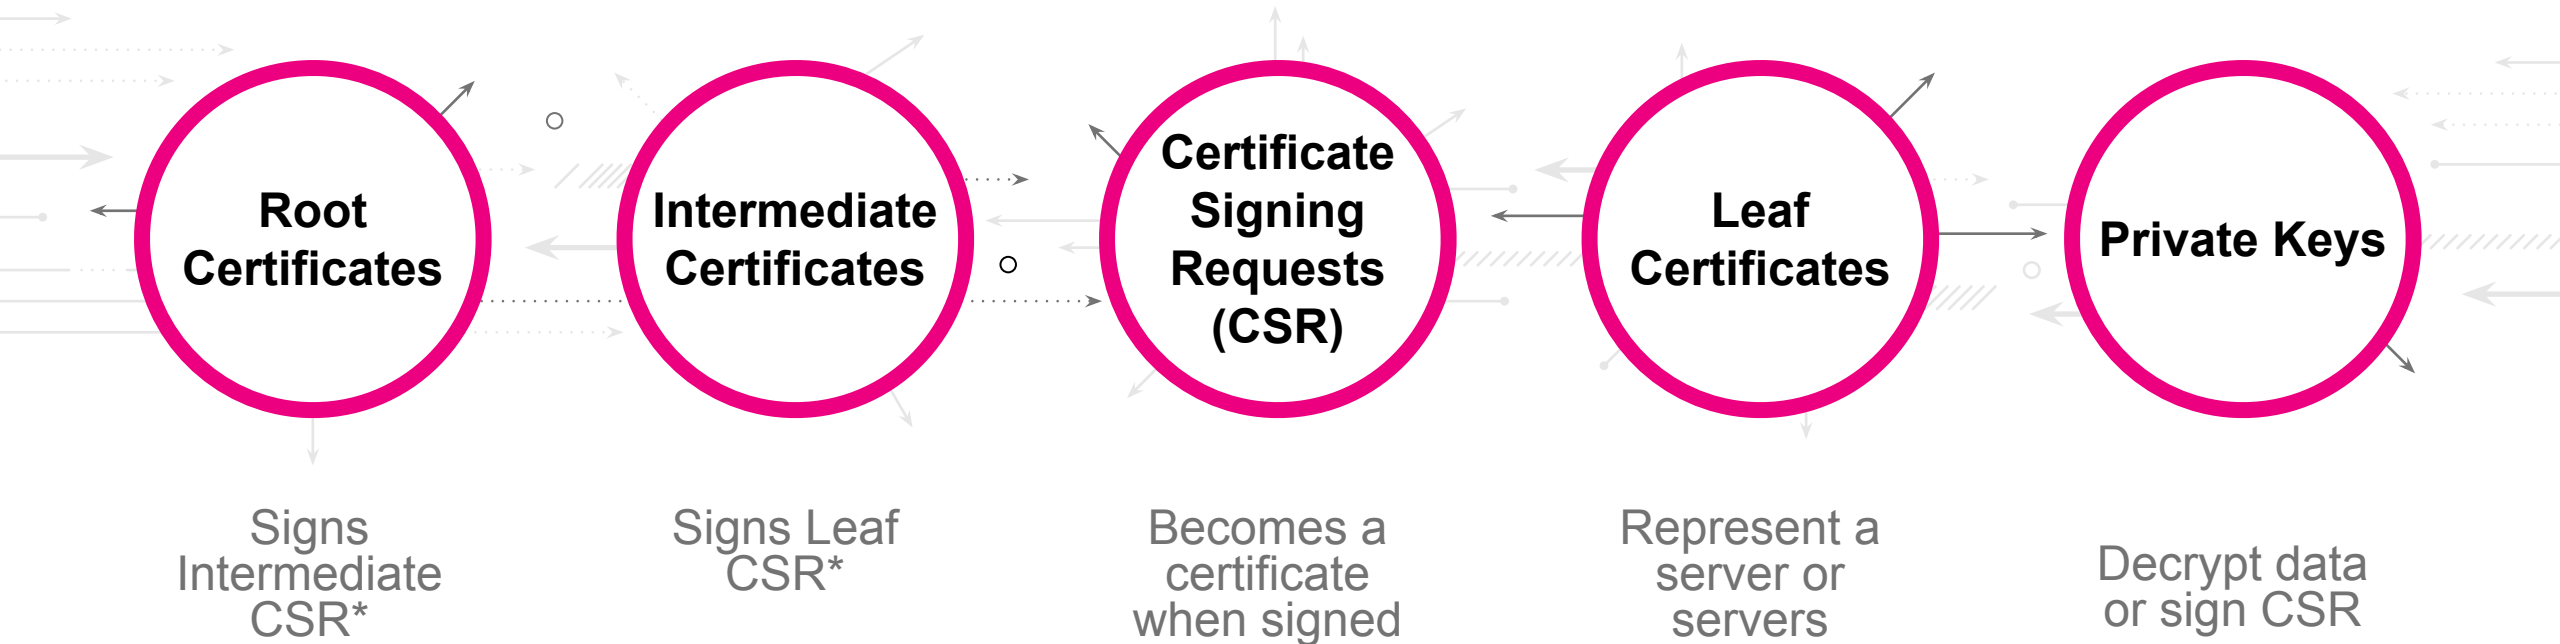 Root
Certificates
Intermediate
Certificates
Certificate
Signing
Requests
(CSR)
Leaf
Certificates
Private Keys
Signs
Intermediate
CSR*
Signs Leaf
CSR*
Becomes a
certificate
when signed
Represent a
server or
servers
Decrypt data
or sign CSR